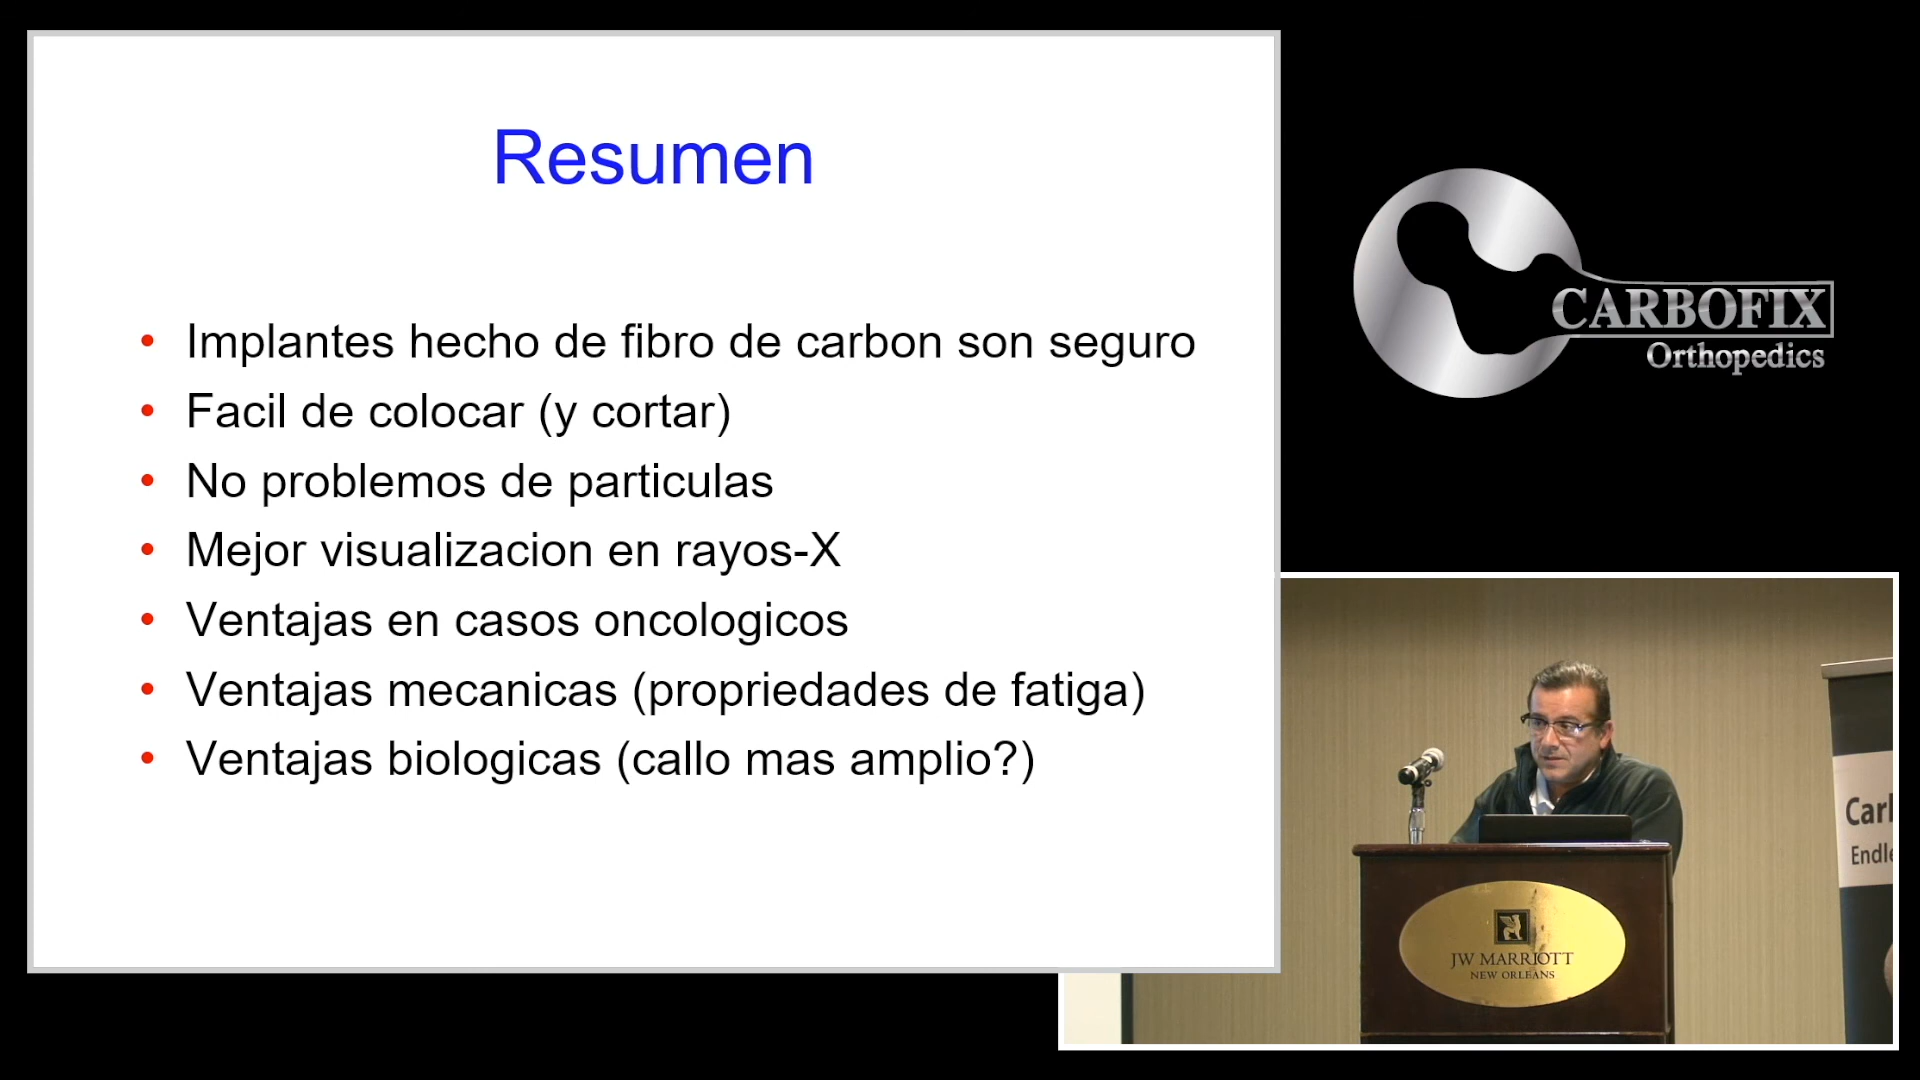 Resumen
• Implantes hecho de fibro de carbon son seguro
• Facil de colocar (y cortar)
• No problemos de particulas
• Mejor visualizacion en rayos-X
• Ventajas en casos oncologicos
• Ventajas mecanicas (propriedades de fatiga)
• Ventajas biologicas (callo mas amplio?)
CARBOFIX
Orthopedics
JW MARRIOTT
NEW ORLEANS